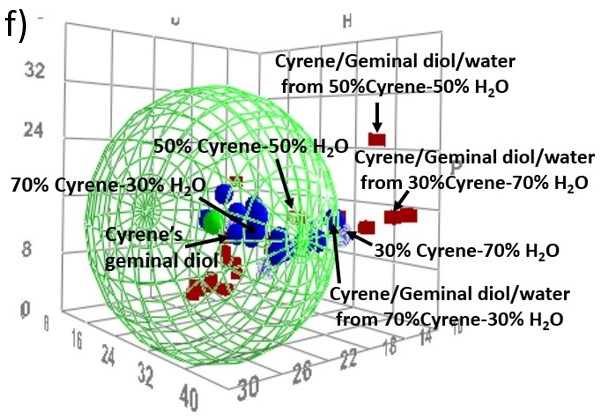 f)
H
32
24
8
0
Cyrene/Geminal diol/water
from 50%Cyrene-50% H₂O
50% Cyrene-50% H₂O
Cyrene/Geminal diol/water
from 30%Cyrene-70% H₂O
70% Cyrene-30% H₂O
Cyrene's
geminal diol
30% Cyrene-70% H₂O
Cyrene/Geminal diol/water
from 70%Cyrene-30% H₂O
8
16
24
32
40
30
26
22
18
14